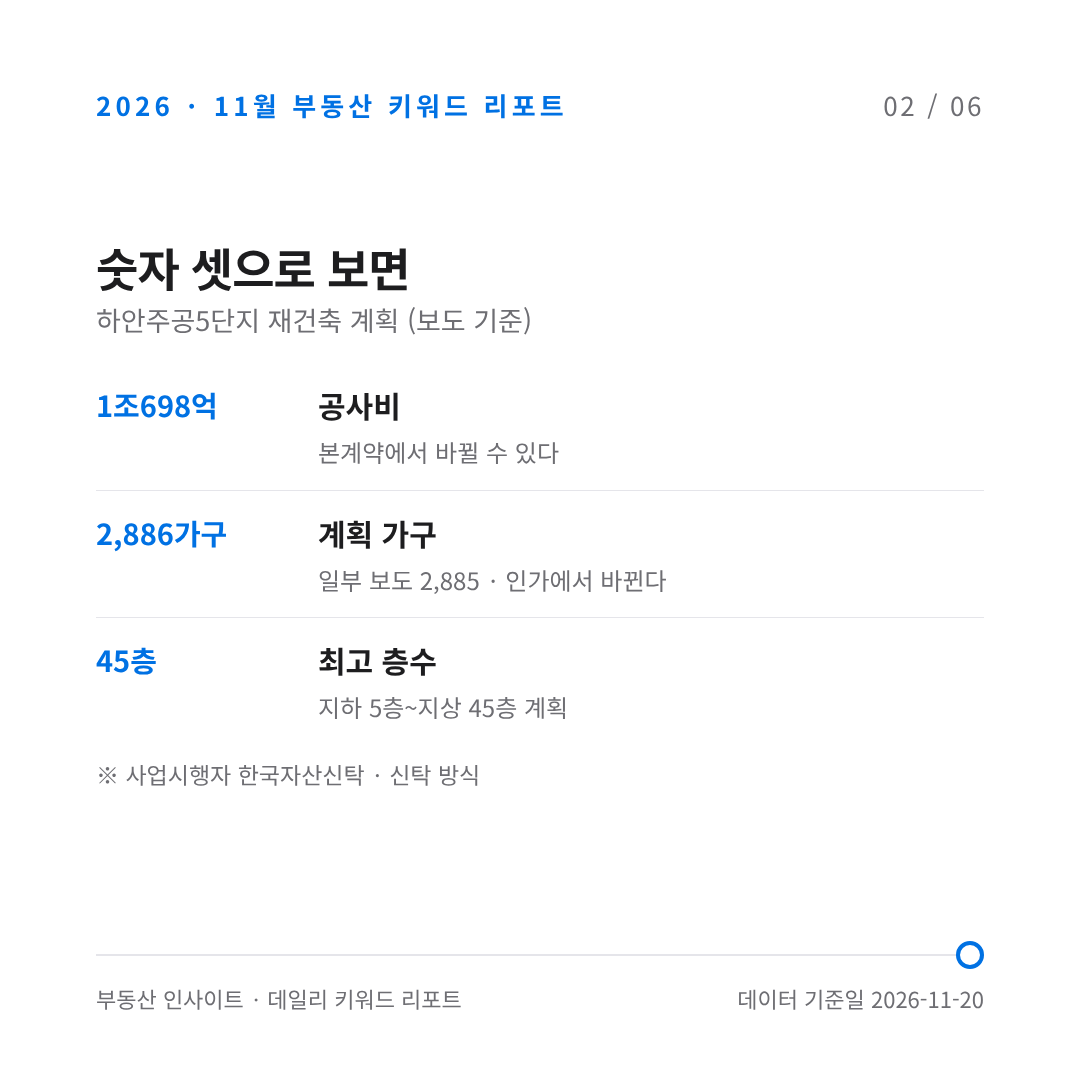 2026 · 11월 부동산 키워드 리포트
02 / 06
숫자 셋으로 보면
하안주공5단지 재건축 계획 (보도 기준)
1조698억
공사비
본계약에서 바뀔 수 있다
2,886가구
계획 가구
일부 보도 2,885 · 인가에서 바뀐다
45층
최고 층수
지하 5층~지상 45층 계획
※ 사업시행자 한국자산신탁 · 신탁 방식
부동산 인사이트 · 데일리 키워드 리포트
데이터 기준일 2026-11-20